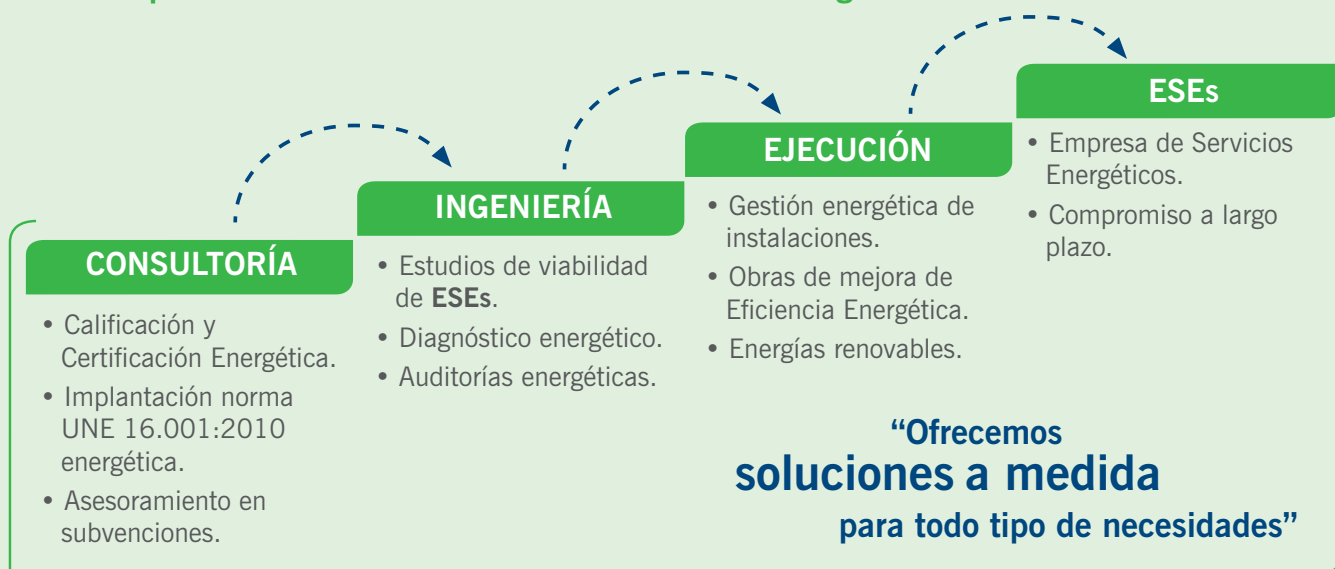 CONSULTORÍA
• Calificación y
Certificación Energética.
• Implantación norma
UNE 16.001:2010
energética.
• Asesoramiento en
subvenciones.
INGENIERÍA
• Estudios de viabilidad
de ESEs.
• Diagnóstico energético.
• Auditorías energéticas.
EJECUCIÓN
• Gestión energética de
instalaciones.
• Obras de mejora de
Eficiencia Energética.
• Energías renovables.
ESEs
• Empresa de Servicios
Energéticos.
• Compromiso a largo
plazo.
“Ofrecemos
soluciones a medida
para todo tipo de necesidades”